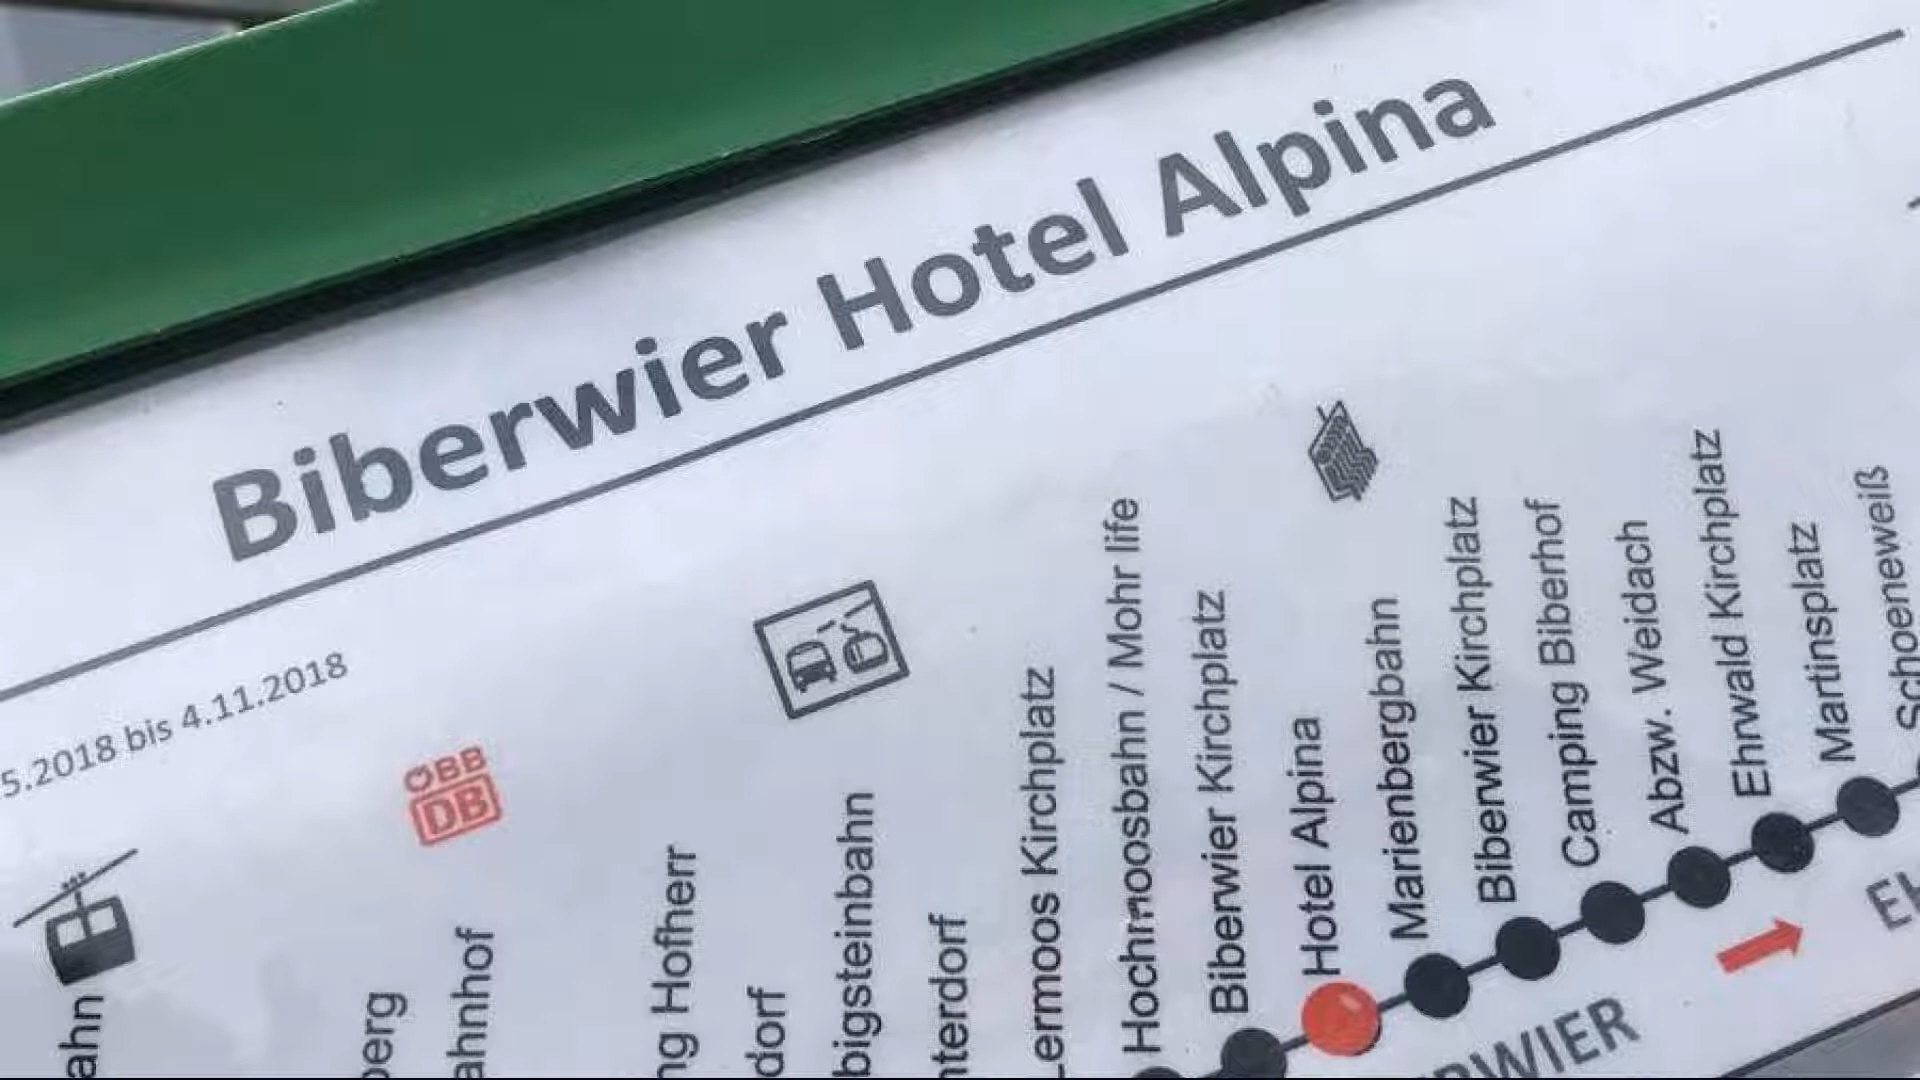 Biberwier Hotel Alpina
5.2018 bis 4.11.2018
ÖBB
DB
ahn
berg
ahnhof
ng Hofherr
dorf
bigsteinbahn
nterdorf
Lermoos Kirchplatz
Hochmoosbahn / Mohr life
Biberwier Kirchplatz
Hotel Alpina
Marienbergbahn
Biberwier Kirchplatz
Camping Biberhof
Abzw. Weidach
Ehrwald Kirchplatz
Martinsplatz
Schoeneweiß
RWIER